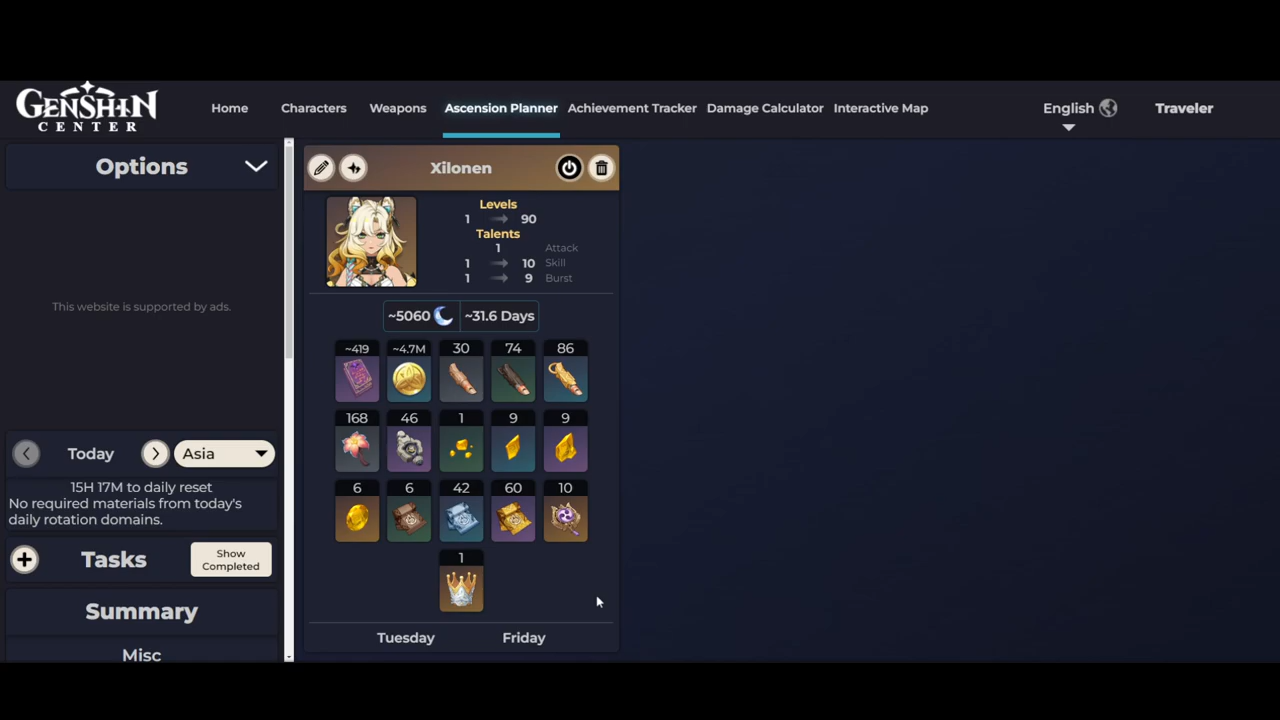 GENSHIN
CENTER
Home
Characters
Weapons
Ascension Planner
Achievement Tracker
Damage Calculator
Interactive Map
English
Traveler
Options
This website is supported by ads.
Today
Asia
15H 17M to daily reset
No required materials from today's
daily rotation domains.
Tasks
Show
Completed
Summary
Misc
Xilonen
Levels
1 90
Talents
1 Attack
1 10 Skill
1 9 Burst
~5060 ~31.6 Days
~419 ~4.7M 30 74 86
168 46 1 9 9
6 6 42 60 10
1
Tuesday Friday